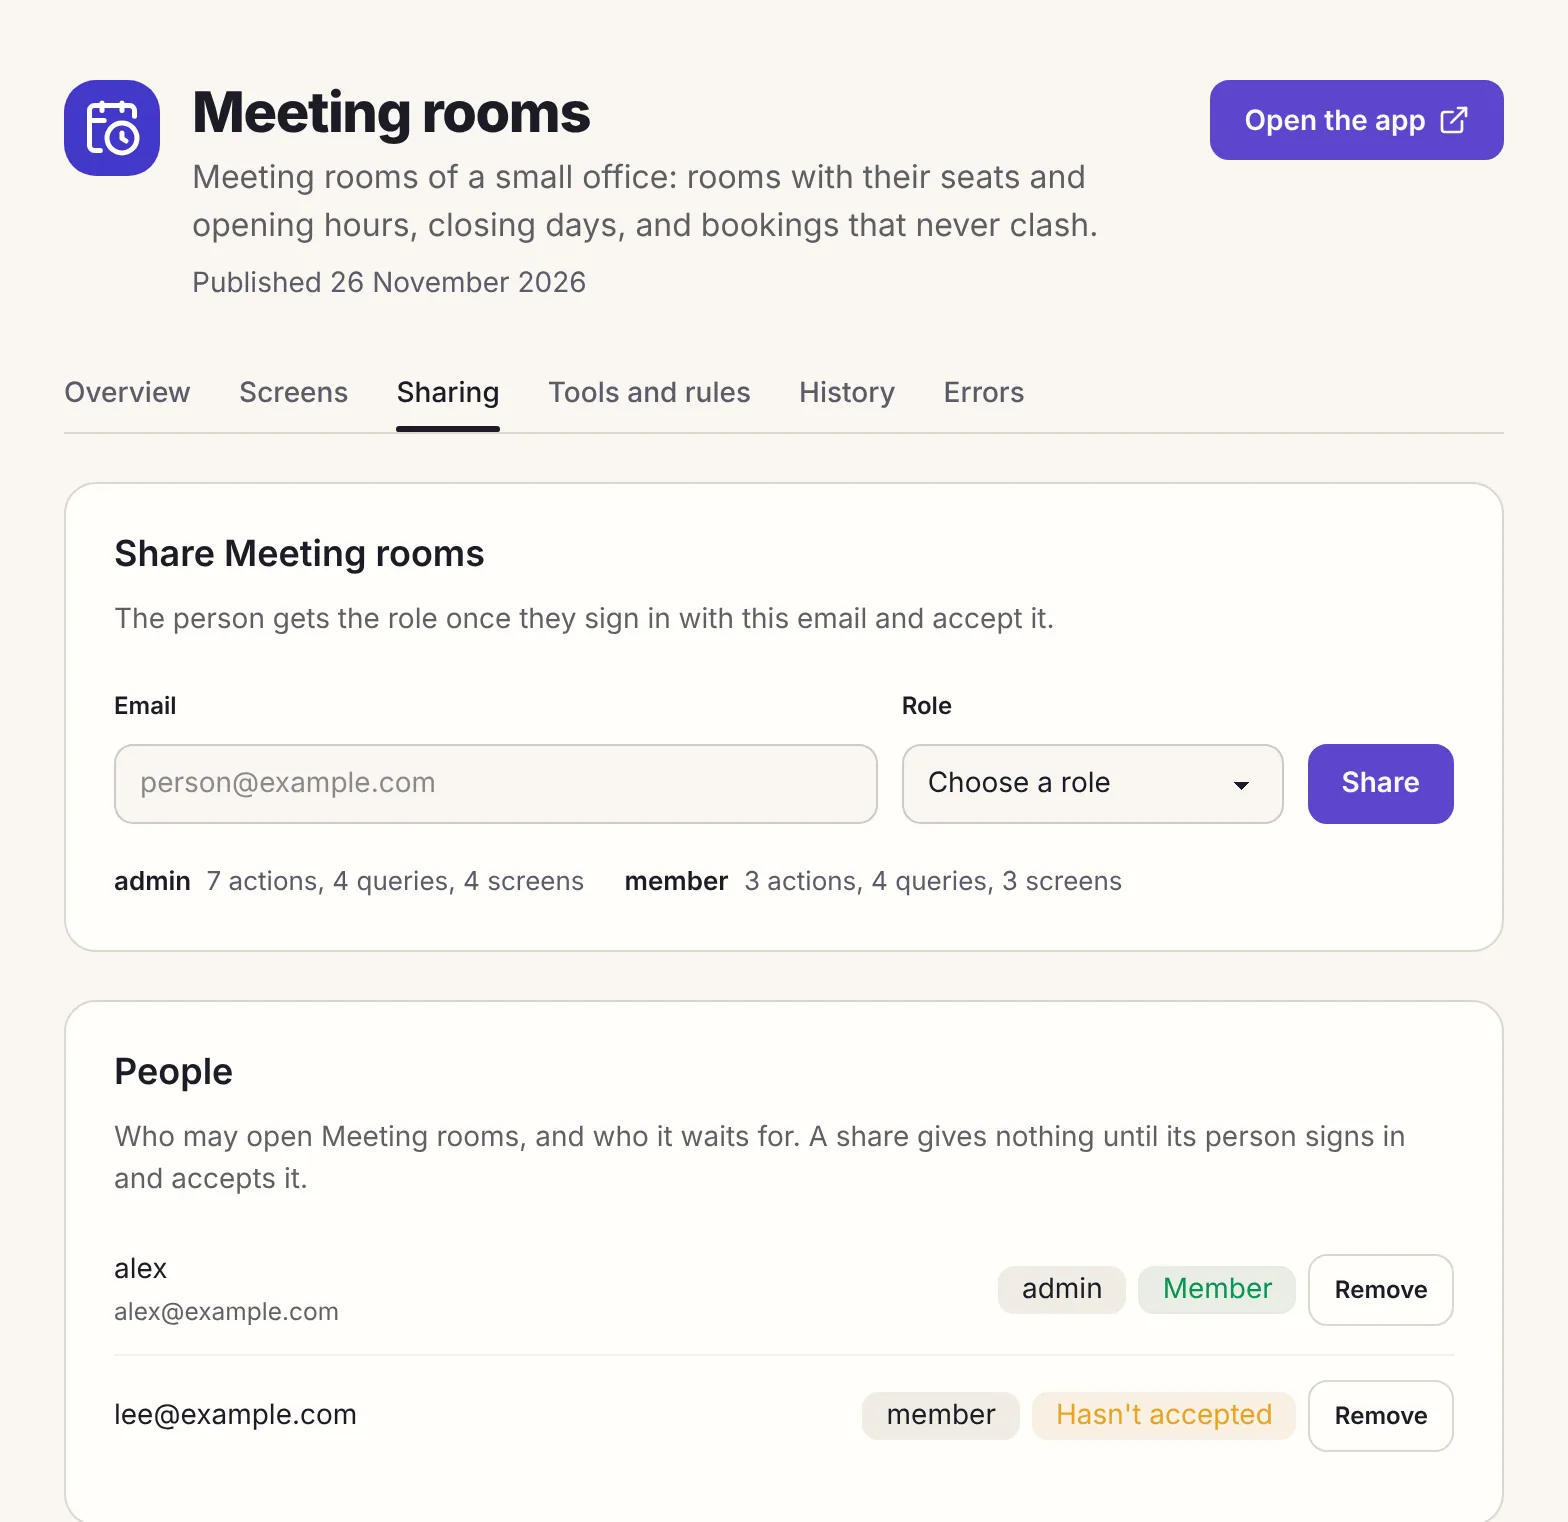 Meeting rooms
Meeting rooms of a small office: rooms with their seats and
opening hours, closing days, and bookings that never clash.
Published 26 November 2026
Open the app
Overview Screens Sharing Tools and rules History Errors
Share Meeting rooms
The person gets the role once they sign in with this email and accept it.
Email Role
person@example.com Choose a role Share
admin 7 actions, 4 queries, 4 screens member 3 actions, 4 queries, 3 screens
People
Who may open Meeting rooms, and who it waits for. A share gives nothing until its person signs in
and accepts it.
alex
alex@example.com
admin Member Remove
lee@example.com member Hasn't accepted Remove